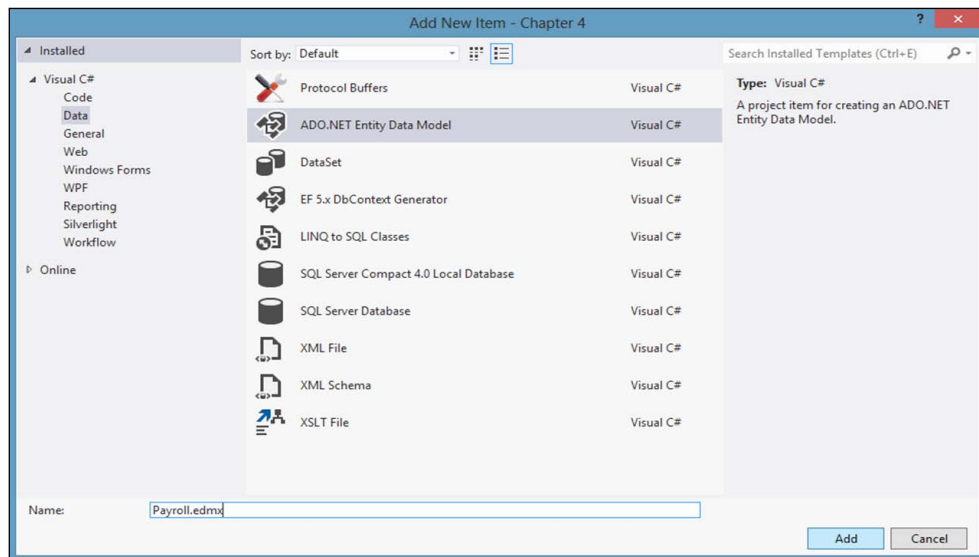 Add New Item - Chapter 4
?
Installed
Visual C#
Code
Data
General
Web
Windows Forms
WPF
Reporting
Silverlight
Workflow
Online
Sort by: Default
Protocol Buffers Visual C#
ADO.NET Entity Data Model Visual C#
DataSet Visual C#
EF 5.x DbContext Generator Visual C#
LINQ to SQL Classes Visual C#
SQL Server Compact 4.0 Local Database Visual C#
SQL Server Database Visual C#
XML File Visual C#
XML Schema Visual C#
XSLT File Visual C#
Search Installed Templates (Ctrl+E)
Type: Visual C#
A project item for creating an ADO.NET
Entity Data Model.
Name: Payroll.edmx
Add Cancel